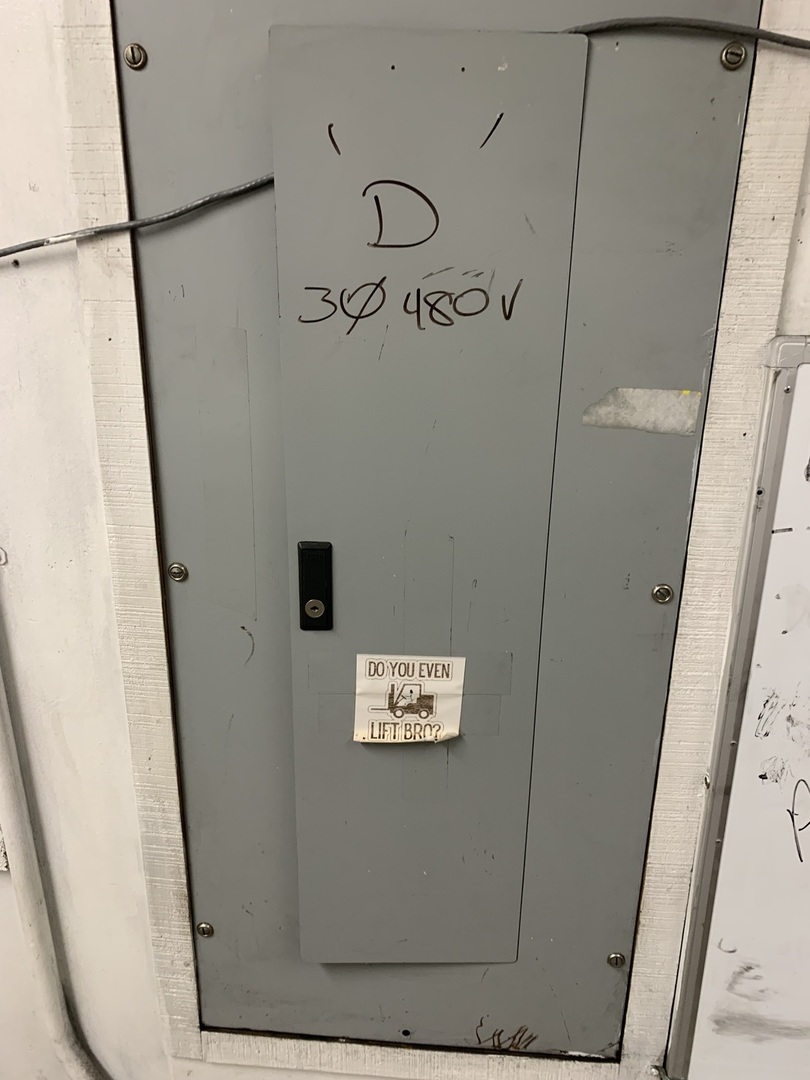 D
3Ø 480V
DO YOU EVEN
LIFT BRO?